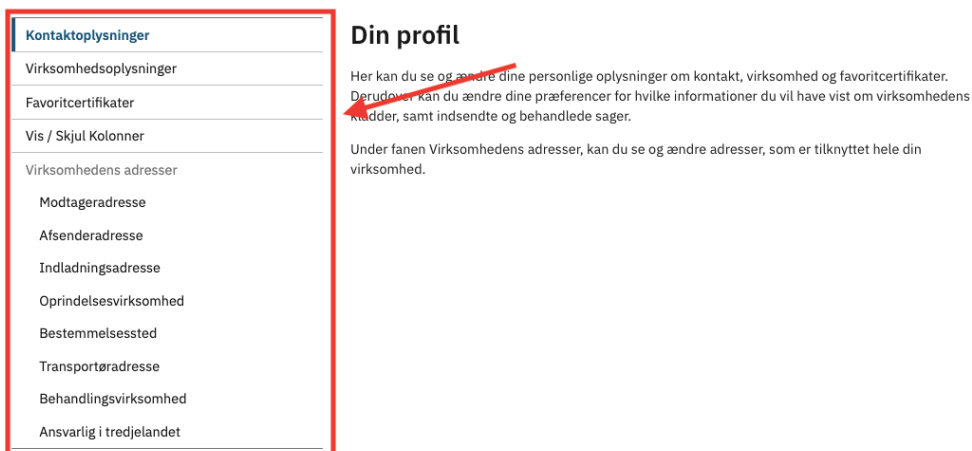 Kontaktoplysninger
Virksomhedsoplysninger
Favoritcertifikater
Vis / Skjul Kolonner
Virksomhedens adresser
Modtageradresse
Afsenderadresse
Indladningsadresse
Oprindelsesvirksomhed
Bestemmelsessted
Transportøradresse
Behandlingsvirksomhed
Ansvarlig i tredjelandet
Din profil
Her kan du se og ændre dine personlige oplysninger om kontakt, virksomhed og favoritcertifikater.
Derudover kan du ændre dine præferencer for hvilke informationer du vil have vist om virksomhedens
kladder, samt indsendte og behandlede sager.
Under fanen Virksomhedens adresser, kan du se og ændre adresser, som er tilknyttet hele din
virksomhed.